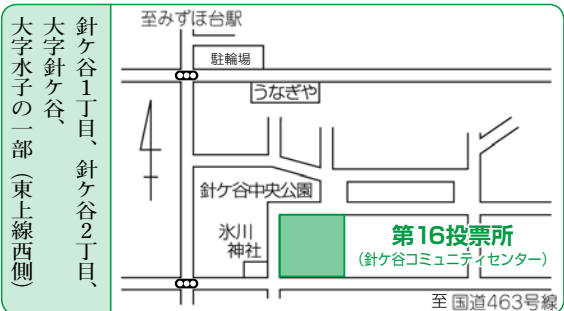 針ケ谷1丁目、針ケ谷2丁目、
大字針ケ谷、
大字水子の一部（東上線西側）
至みずほ台駅
駐輪場
うなぎや
針ケ谷中央公園
氷川
神社
第16投票所
（針ケ谷コミュニティセンター）
至 国道463号線